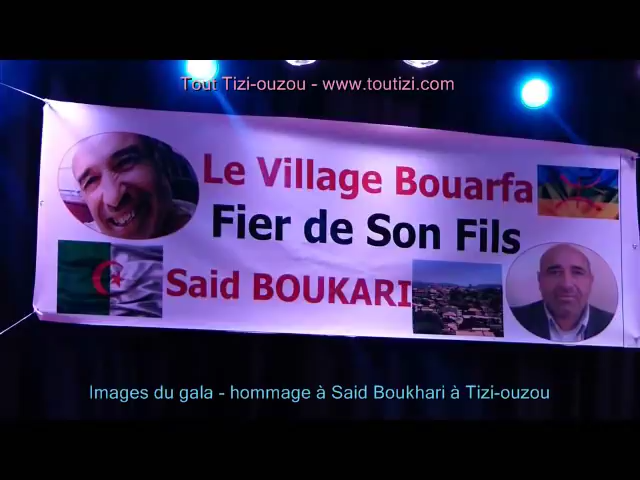 Tout Tizi-ouzou - www.toutizi.com
Le Village Bouarfa
Fier de Son Fils
Said BOUKARI
Images du gala - hommage à Said Boukhari à Tizi-ouzou